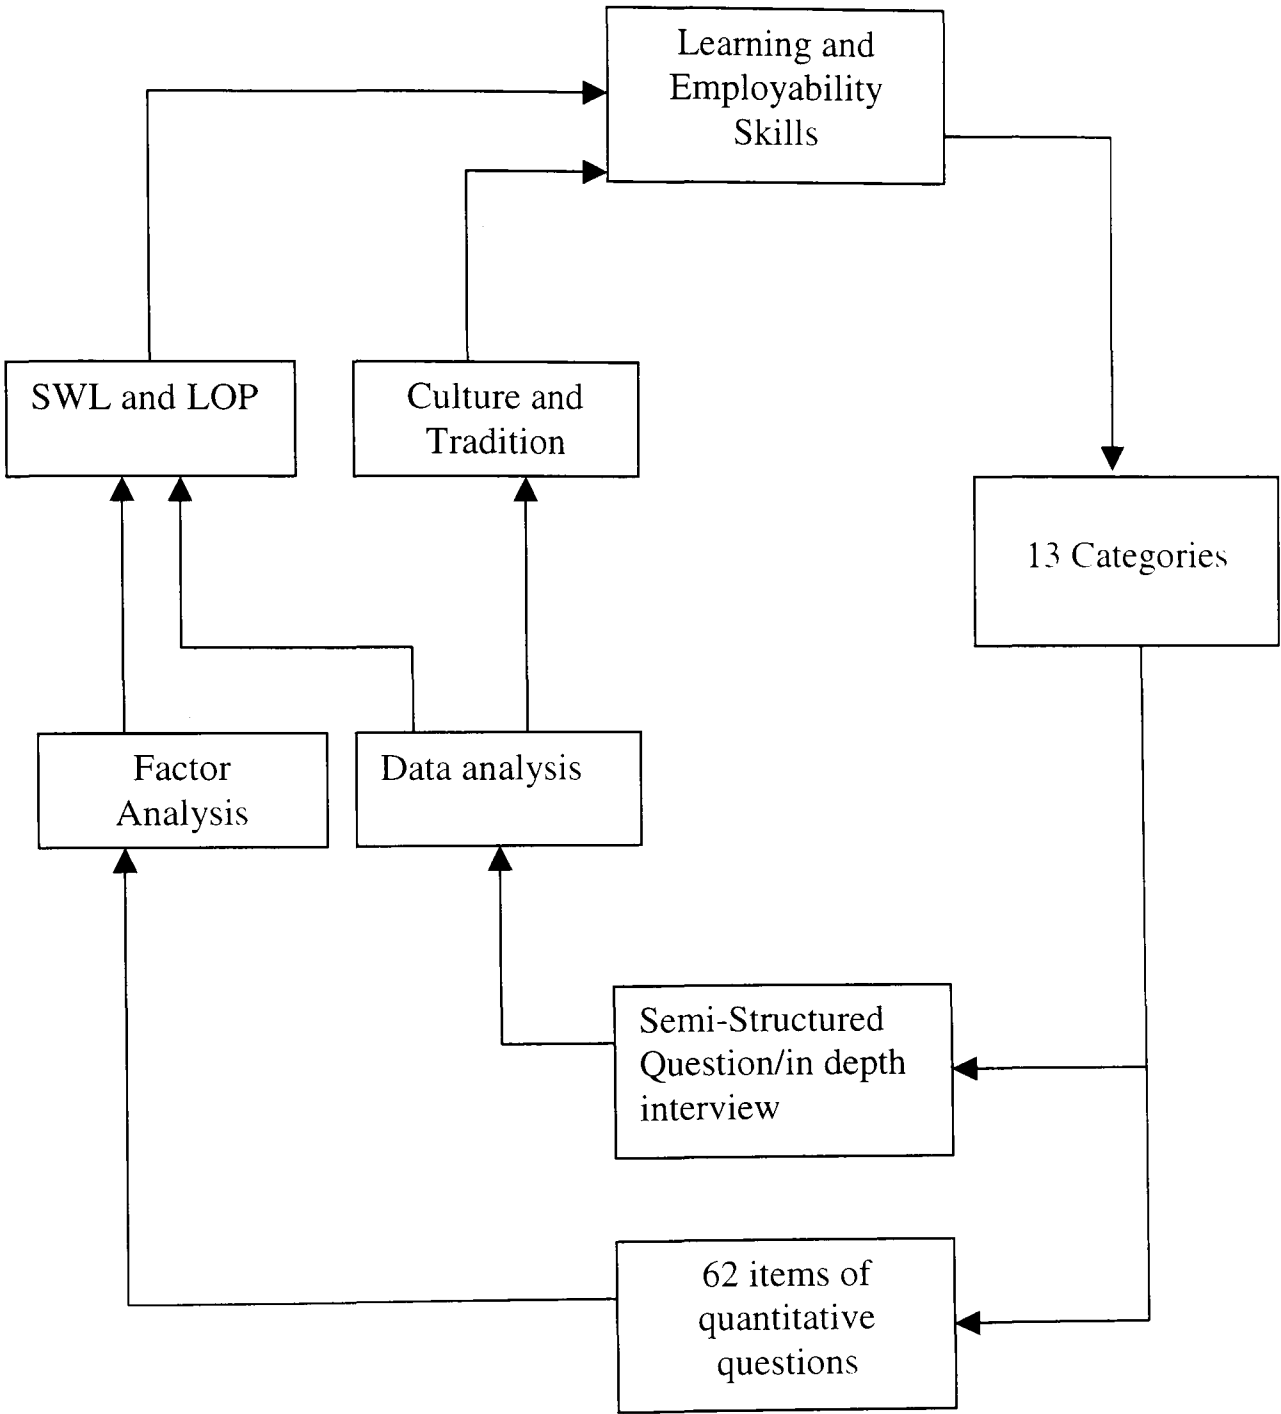 Learning and
Employability
Skills
SWL and LOP
Culture and
Tradition
13 Categories
Factor
Analysis
Data analysis
Semi-Structured
Question/in depth
interview
62 items of
quantitative
questions